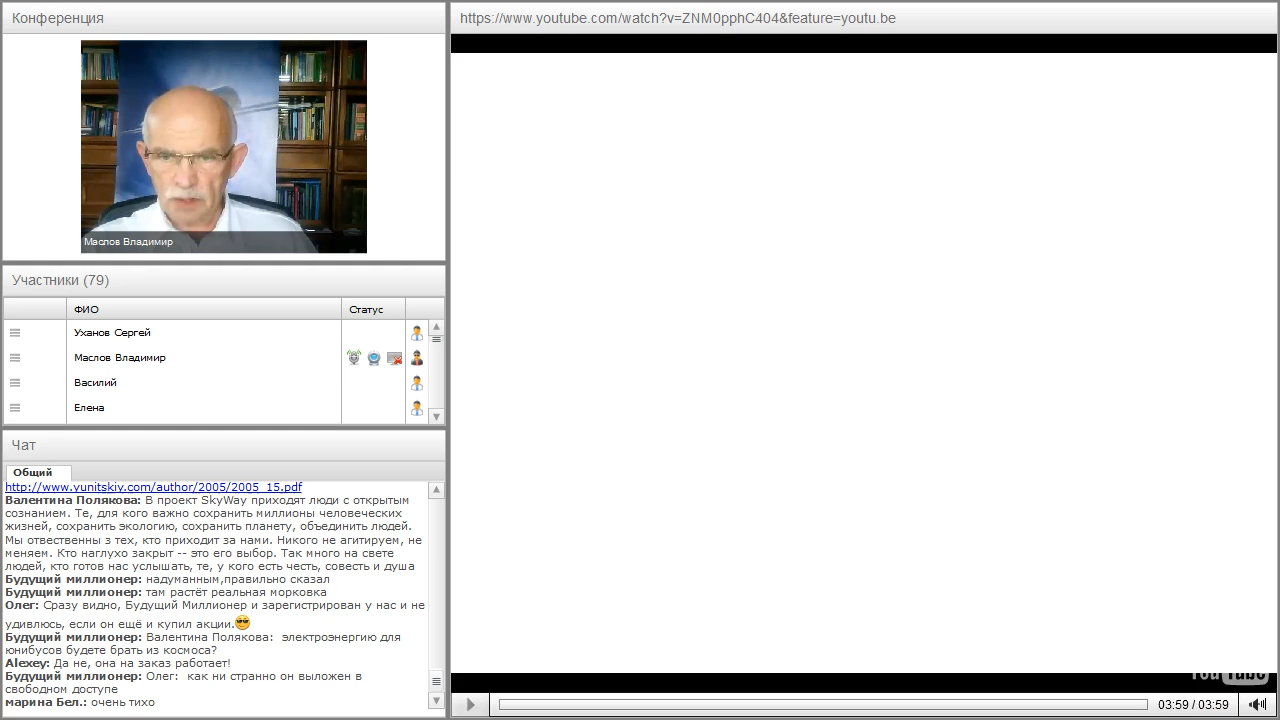 Конференция
https://www.youtube.com/watch?v=ZNM0pphC404&feature=youtu.be
Маслов Владимир
Участники (79)
ФИО Статус
Уханов Сергей
Маслов Владимир
Василий
Елена
Чат
Общий
http://www.yunitskiy.com/author/2005/2005_15.pdf
Валентина Полякова: В проект SkyWay приходят люди с открытым
сознанием. Те, для кого важно сохранить миллионы человеческих
жизней, сохранить экологию, сохранить планету, объединить людей.
Мы отвественны з тех, кто приходит за нами. Никого не агитируем, не
меняем. Кто наглухо закрыт -- это его выбор. Так много на свете
людей, кто готов нас услышать, те, у кого есть честь, совесть и душа
Будущий миллионер: надуманным,правильно сказал
Будущий миллионер: там растёт реальная морковка
Олег: Сразу видно, Будущий Миллионер и зарегистрирован у нас и не
удивлюсь, если он ещё и купил акции.
Будущий миллионер: Валентина Полякова: электроэнергию для
юнибусов будете брать из космоса?
Alexey: Да не, она на заказ работает!
Будущий миллионер: Олег: как ни странно он выложен в
свободном доступе
марина Бел.: очень тихо
YouTube
03:59 / 03:59